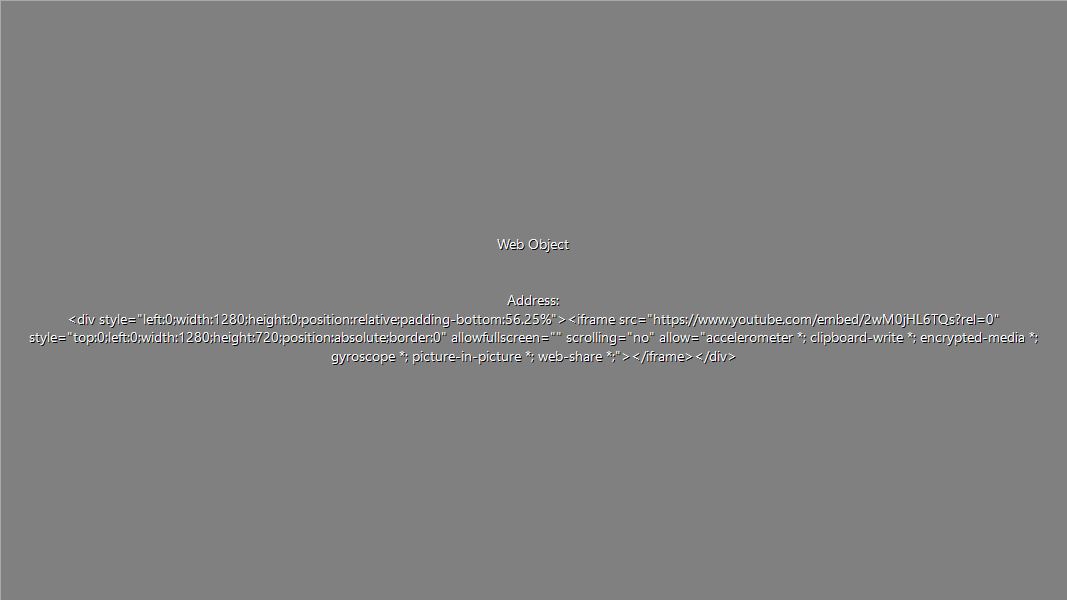 Web Object
Address:
<div style="left:0;width:1280;height:0;position:relative;padding-bottom:56.25%"><iframe src="https://www.youtube.com/embed/2wM0jHL6TQs?rel=0"
style="top:0;left:0;width:1280;height:720;position:absolute;border:0" allowfullscreen="" scrolling="no" allow="accelerometer *; clipboard-write *; encrypted-media *;
gyroscope *; picture-in-picture *; web-share *;"></iframe></div>